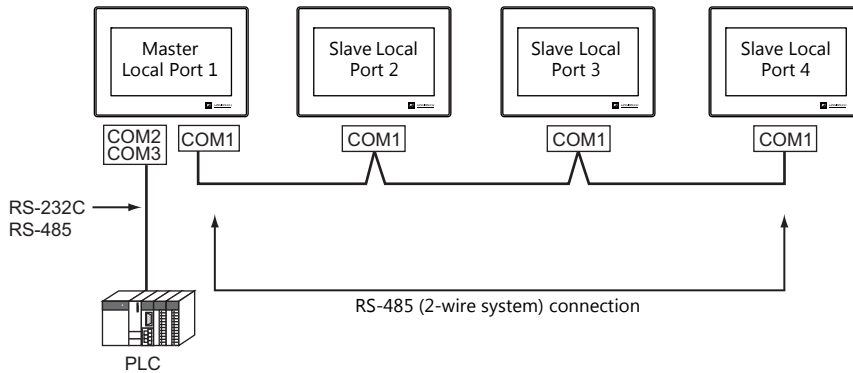 Master
Local Port 1
Slave Local
Port 2
Slave Local
Port 3
Slave Local
Port 4
COM2
COM3
COM1
COM1
COM1
COM1
RS-232C
RS-485
RS-485 (2-wire system) connection
PLC